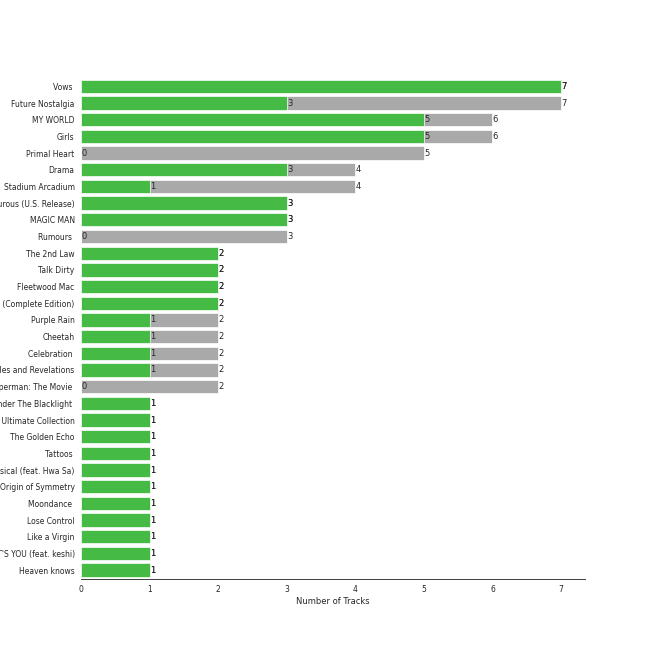 Vows 7
Future Nostalgia 3 7
MY WORLD 5 6
Girls 5 6
Primal Heart 0 5
Drama 3 4
Stadium Arcadium 1 4
(U.S. Release) 3
MAGIC MAN 3
Rumours 0 3
The 2nd Law 2
Talk Dirty 2
Fleetwood Mac 2
(Complete Edition) 2
Purple Rain 1 2
Cheetah 1 2
Celebration 1 2
and Revelations 1 2
The Movie 0 2
The Blacklight 1
Ultimate Collection 1
The Golden Echo 1
Tattoos 1
(feat. Hwa Sa) 1
Origin of Symmetry 1
Moondance 1
Lose Control 1
Like a Virgin 1
YOU (feat. keshi) 1
Heaven knows 1
0 1 2 3 4 5 6 7
Number of Tracks